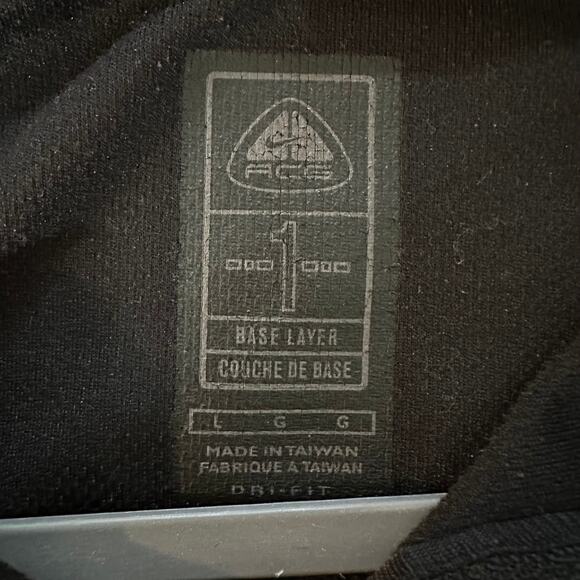 ACG
1
BASE LAYER
COUCHE DE BASE
L G G
MADE IN TAIWAN
FABRIQUE À TAIWAN
DRI-FIT